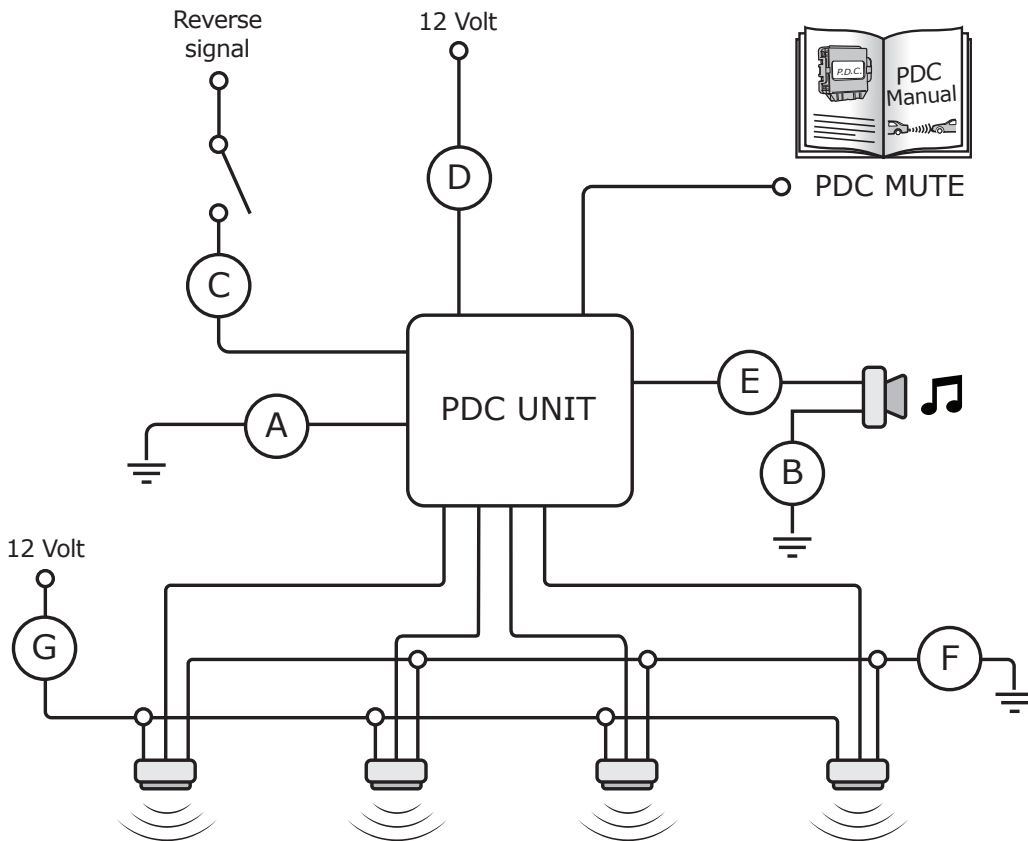 Reverse
signal
12 Volt
P.D.C.
PDC
Manual
D
PDC MUTE
C
E
PDC UNIT
A
B
12 Volt
G
F